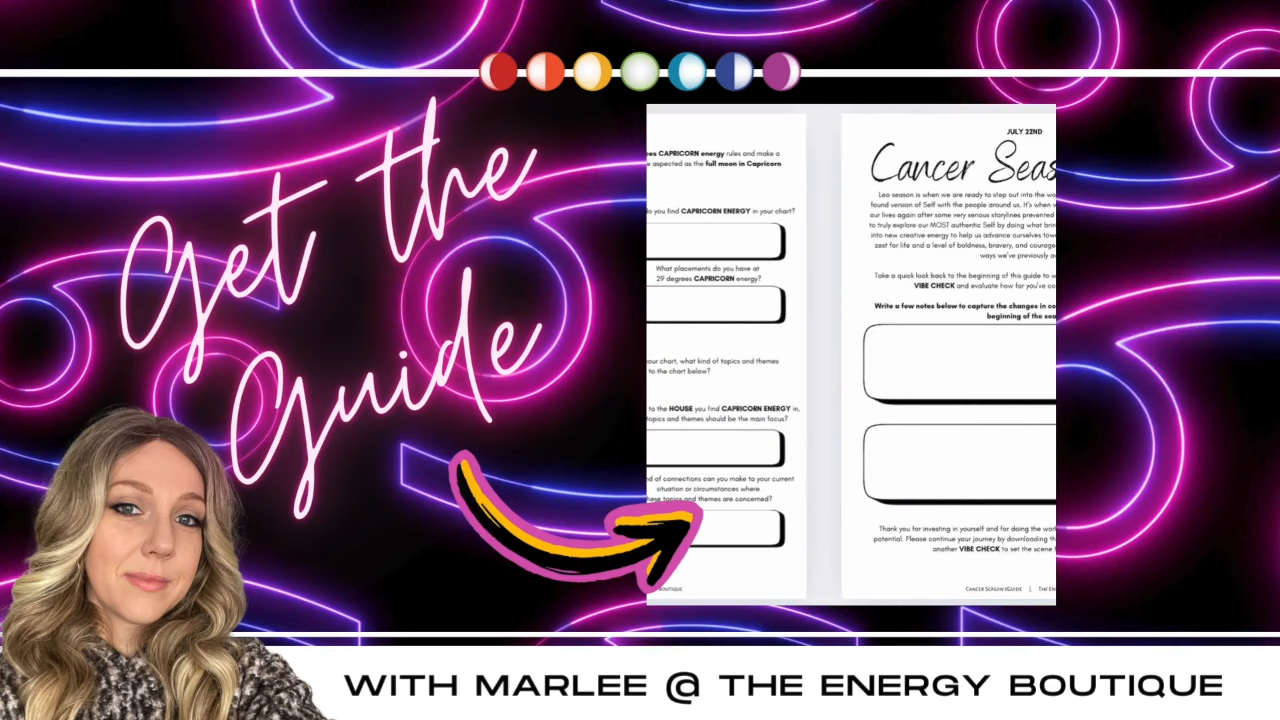 Get the
Guide
CAPRICORN energy rules and make a
aspected as the full moon in Capricorn
you find CAPRICORN ENERGY in your chart?
What placements do you have at
29 degrees CAPRICORN energy?
chart, what kind of topics and themes
to the chart below?
to the HOUSE you find CAPRICORN ENERGY in,
topics and themes should be the main focus?
of connections can you make to your current
situation or circumstances where
these topics and themes are concerned?
BOUTIQUE
JULY 22ND
Cancer Seas
Leo season is when we are ready to step out into the wo
found version of Self with the people around us. It's when
our lives again after some very serious storylines prevented
to truly explore our MOST authentic Self by doing what brin
into new creative energy to help us advance ourselves tow
zest for life and a level of boldness, bravery, and courage
ways we've previously
Take a quick look back to the beginning of this guide to
VIBE CHECK and evaluate how far you've co
Write a few notes below to capture the changes in co
beginning of the sea
Thank you for investing in yourself and for doing the wor
potential. Please continue your journey by downloading th
another VIBE CHECK to set the scene
CANCER SEASON EGUIDE | THE EN
WITH MARLEE @ THE ENERGY BOUTIQUE